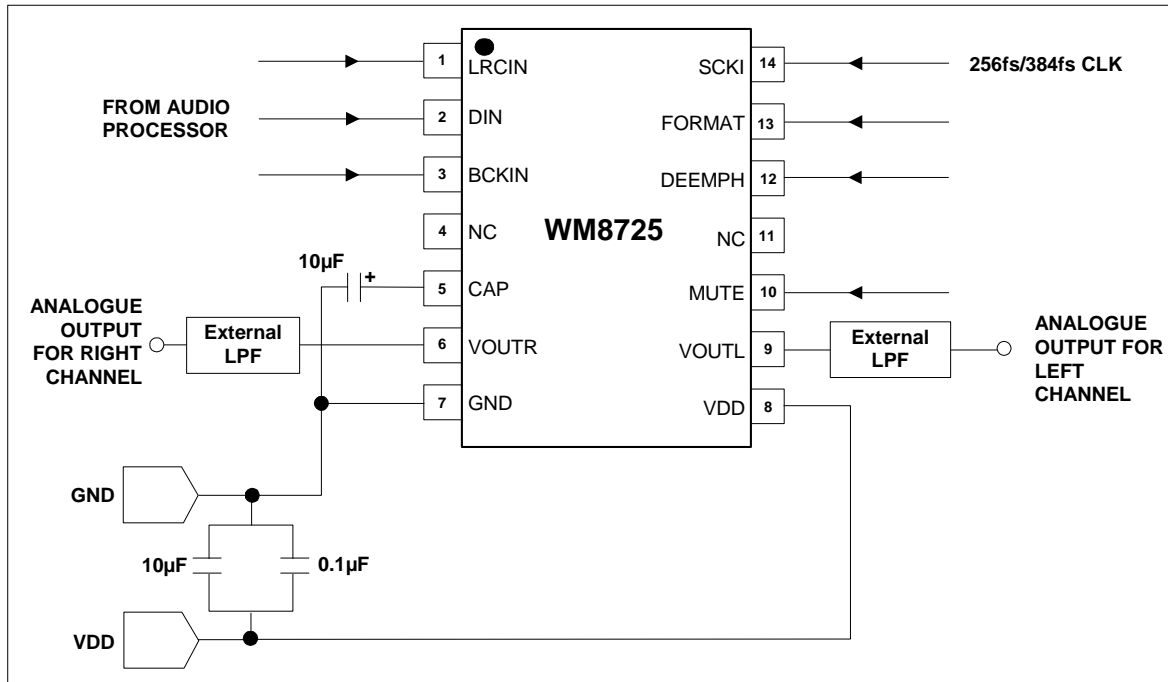 1
LRCIN
SCKI
14
256fs/384fs CLK
FROM AUDIO
PROCESSOR
2
DIN
FORMAT
13
3
BCKIN
DEEMPH
12
WM8725
4
NC
NC
11
10µF
+
5
CAP
MUTE
10
ANALOGUE
OUTPUT
FOR RIGHT
CHANNEL
External
LPF
6
VOUTR
VOUTL
9
External
LPF
ANALOGUE
OUTPUT FOR
LEFT
CHANNEL
7
GND
VDD
8
GND
10µF
0.1µF
VDD